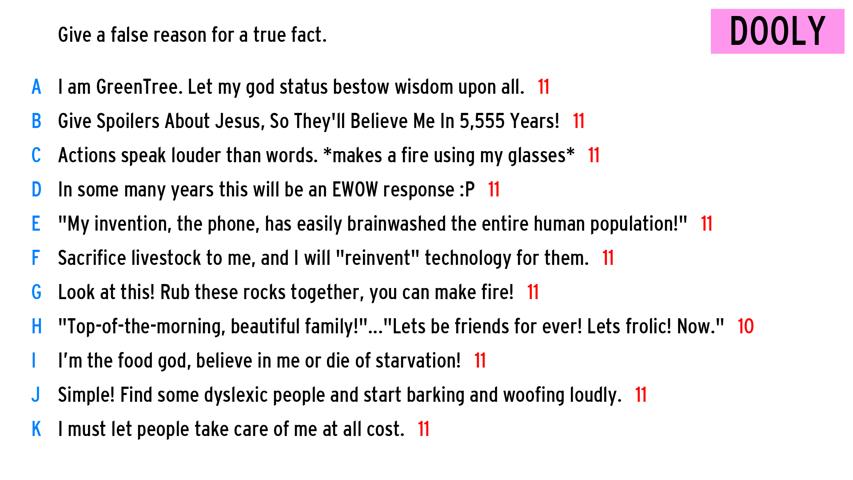 Give a false reason for a true fact.
DOOLY
A I am GreenTree. Let my god status bestow wisdom upon all. 11
B Give Spoilers About Jesus, So They'll Believe Me In 5,555 Years! 11
C Actions speak louder than words. *makes a fire using my glasses* 11
D In some many years this will be an EWOW response :P 11
E "My invention, the phone, has easily brainwashed the entire human population!" 11
F Sacrifice livestock to me, and I will "reinvent" technology for them. 11
G Look at this! Rub these rocks together, you can make fire! 11
H "Top-of-the-morning, beautiful family!"..."Lets be friends for ever! Lets frolic! Now." 10
I I'm the food god, believe in me or die of starvation! 11
J Simple! Find some dyslexic people and start barking and woofing loudly. 11
K I must let people take care of me at all cost. 11